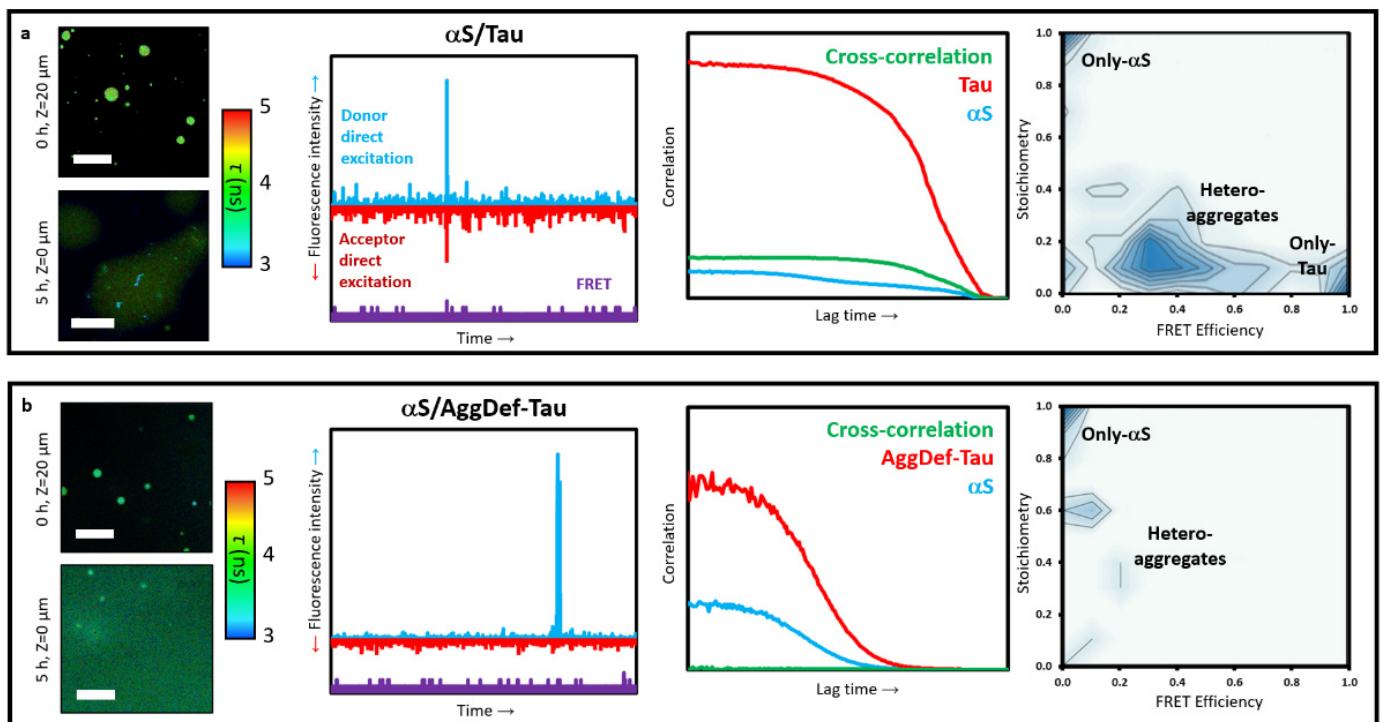 a
0 h, Z=20 μm
5 h, Z=0 μm
5
4
3
τ (ns)
αS/Tau
← Fluorescence intensity →
Donor
direct
excitation
Acceptor
direct
excitation
FRET
Time →
Correlation
Cross-correlation
Tau
αS
Lag time →
Stoichiometry
1.0
0.8
0.6
0.4
0.2
0.0
Only-αS
Hetero-
aggregates
Only-
Tau
0.0 0.2 0.4 0.6 0.8 1.0
FRET Efficiency
b
0 h, Z=20 μm
5 h, Z=0 μm
5
4
3
τ (ns)
αS/AggDef-Tau
← Fluorescence intensity →
Time →
Correlation
Cross-correlation
AggDef-Tau
αS
Lag time →
Stoichiometry
1.0
0.8
0.6
0.4
0.2
0.0
Only-αS
Hetero-
aggregates
0.0 0.2 0.4 0.6 0.8 1.0
FRET Efficiency